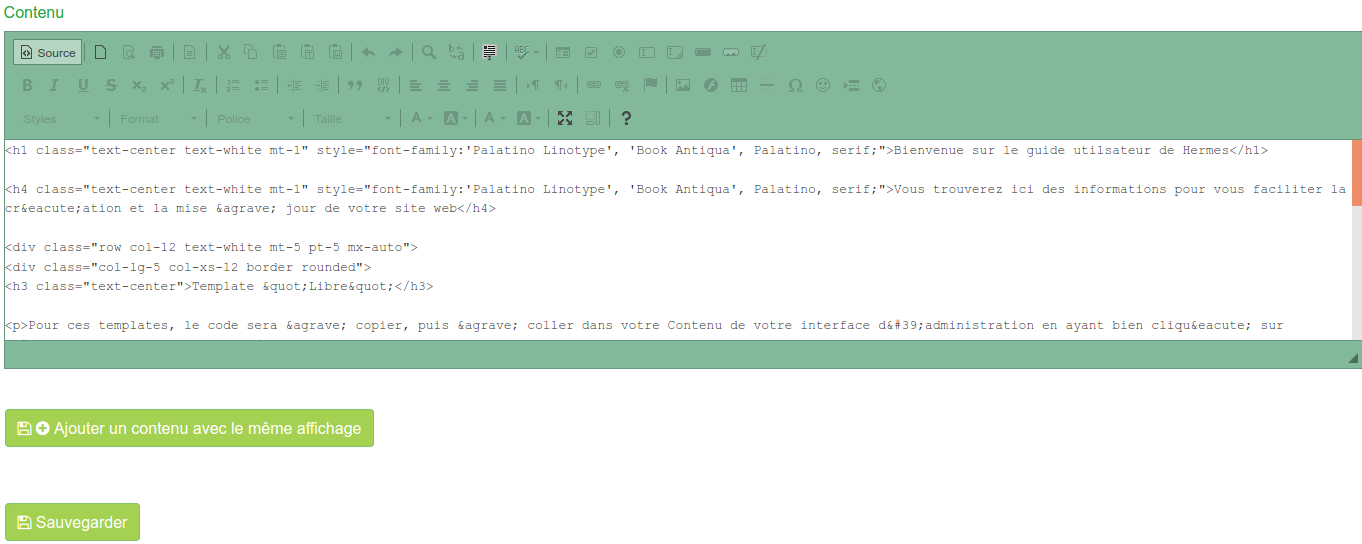 Contenu
Source
Styles Format Police Taille
<h1 class="text-center text-white mt-1" style="font-family:'Palatino Linotype', 'Book Antiqua', Palatino, serif;">Bienvenue sur le guide utilsateur de Hermes</h1>
<h4 class="text-center text-white mt-1" style="font-family:'Palatino Linotype', 'Book Antiqua', Palatino, serif;">Vous trouverez ici des informations pour vous faciliter la
cr&eacute;ation et la mise &agrave; jour de votre site web</h4>
<div class="row col-12 text-white mt-5 pt-5 mx-auto">
<div class="col-lg-5 col-xs-12 border rounded">
<h3 class="text-center">Template &quot;Libre&quot;</h3>
<p>Pour ces templates, le code sera &agrave; copier, puis &agrave; coller dans votre Contenu de votre interface d&#39;administration en ayant bien cliqu&eacute; sur
Ajouter un contenu avec le même affichage
Sauvegarder